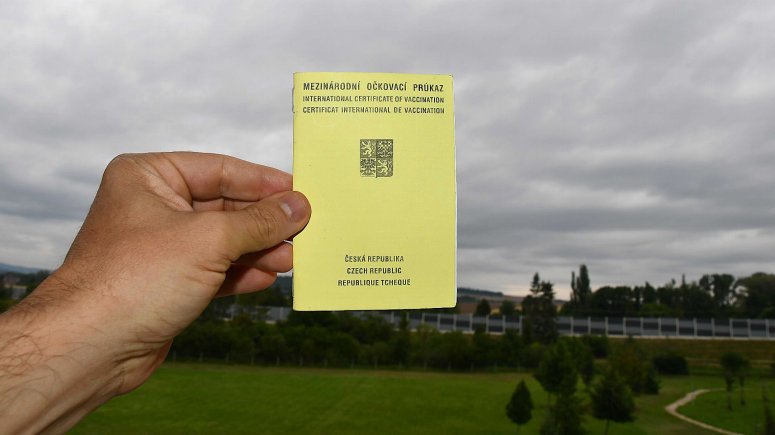 MEZINÁRODNÍ OČKOVACÍ PRŮKAZ
INTERNATIONAL CERTIFICATE OF VACCINATION
CERTIFICAT INTERNATIONAL DE VACCINATION
ČESKÁ REPUBLIKA
CZECH REPUBLIC
REPUBLIQUE TCHEQUE